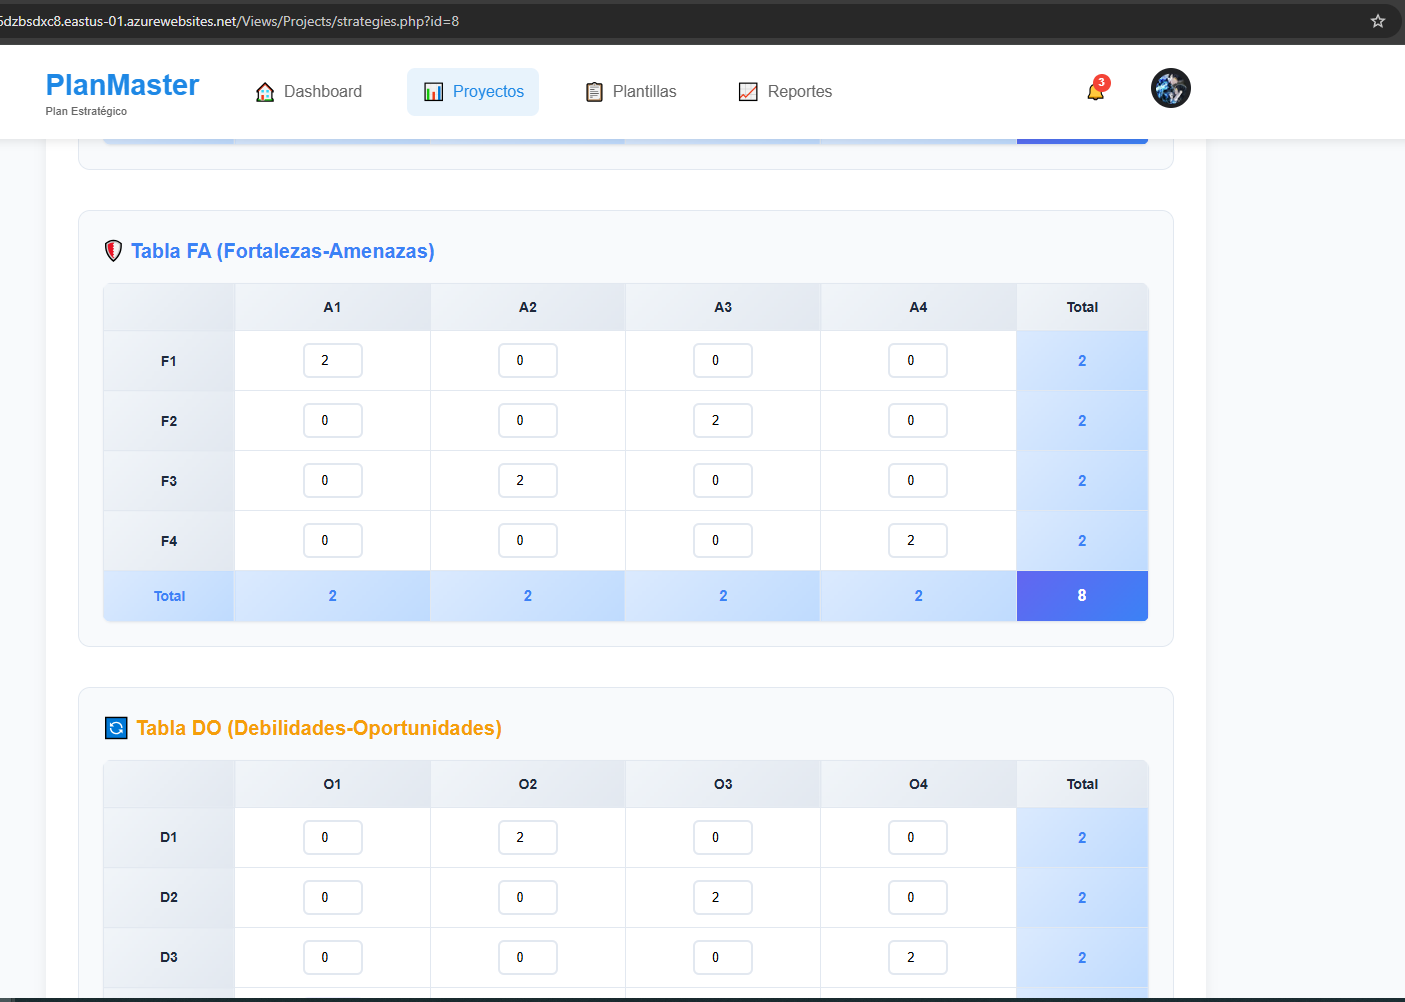 5dzbsdxc8.eastus-01.azurewebsites.net/Views/Projects/strategies.php?id=8
PlanMaster
Plan Estratégico
Dashboard
Proyectos
Plantillas
Reportes
3
Tabla FA (Fortalezas-Amenazas)
A1 A2 A3 A4 Total
F1 2 0 0 0 2
F2 0 0 2 0 2
F3 0 2 0 0 2
F4 0 0 0 2 2
Total 2 2 2 2 8
Tabla DO (Debilidades-Oportunidades)
O1 O2 O3 O4 Total
D1 0 2 0 0 2
D2 0 0 2 0 2
D3 0 0 0 2 2